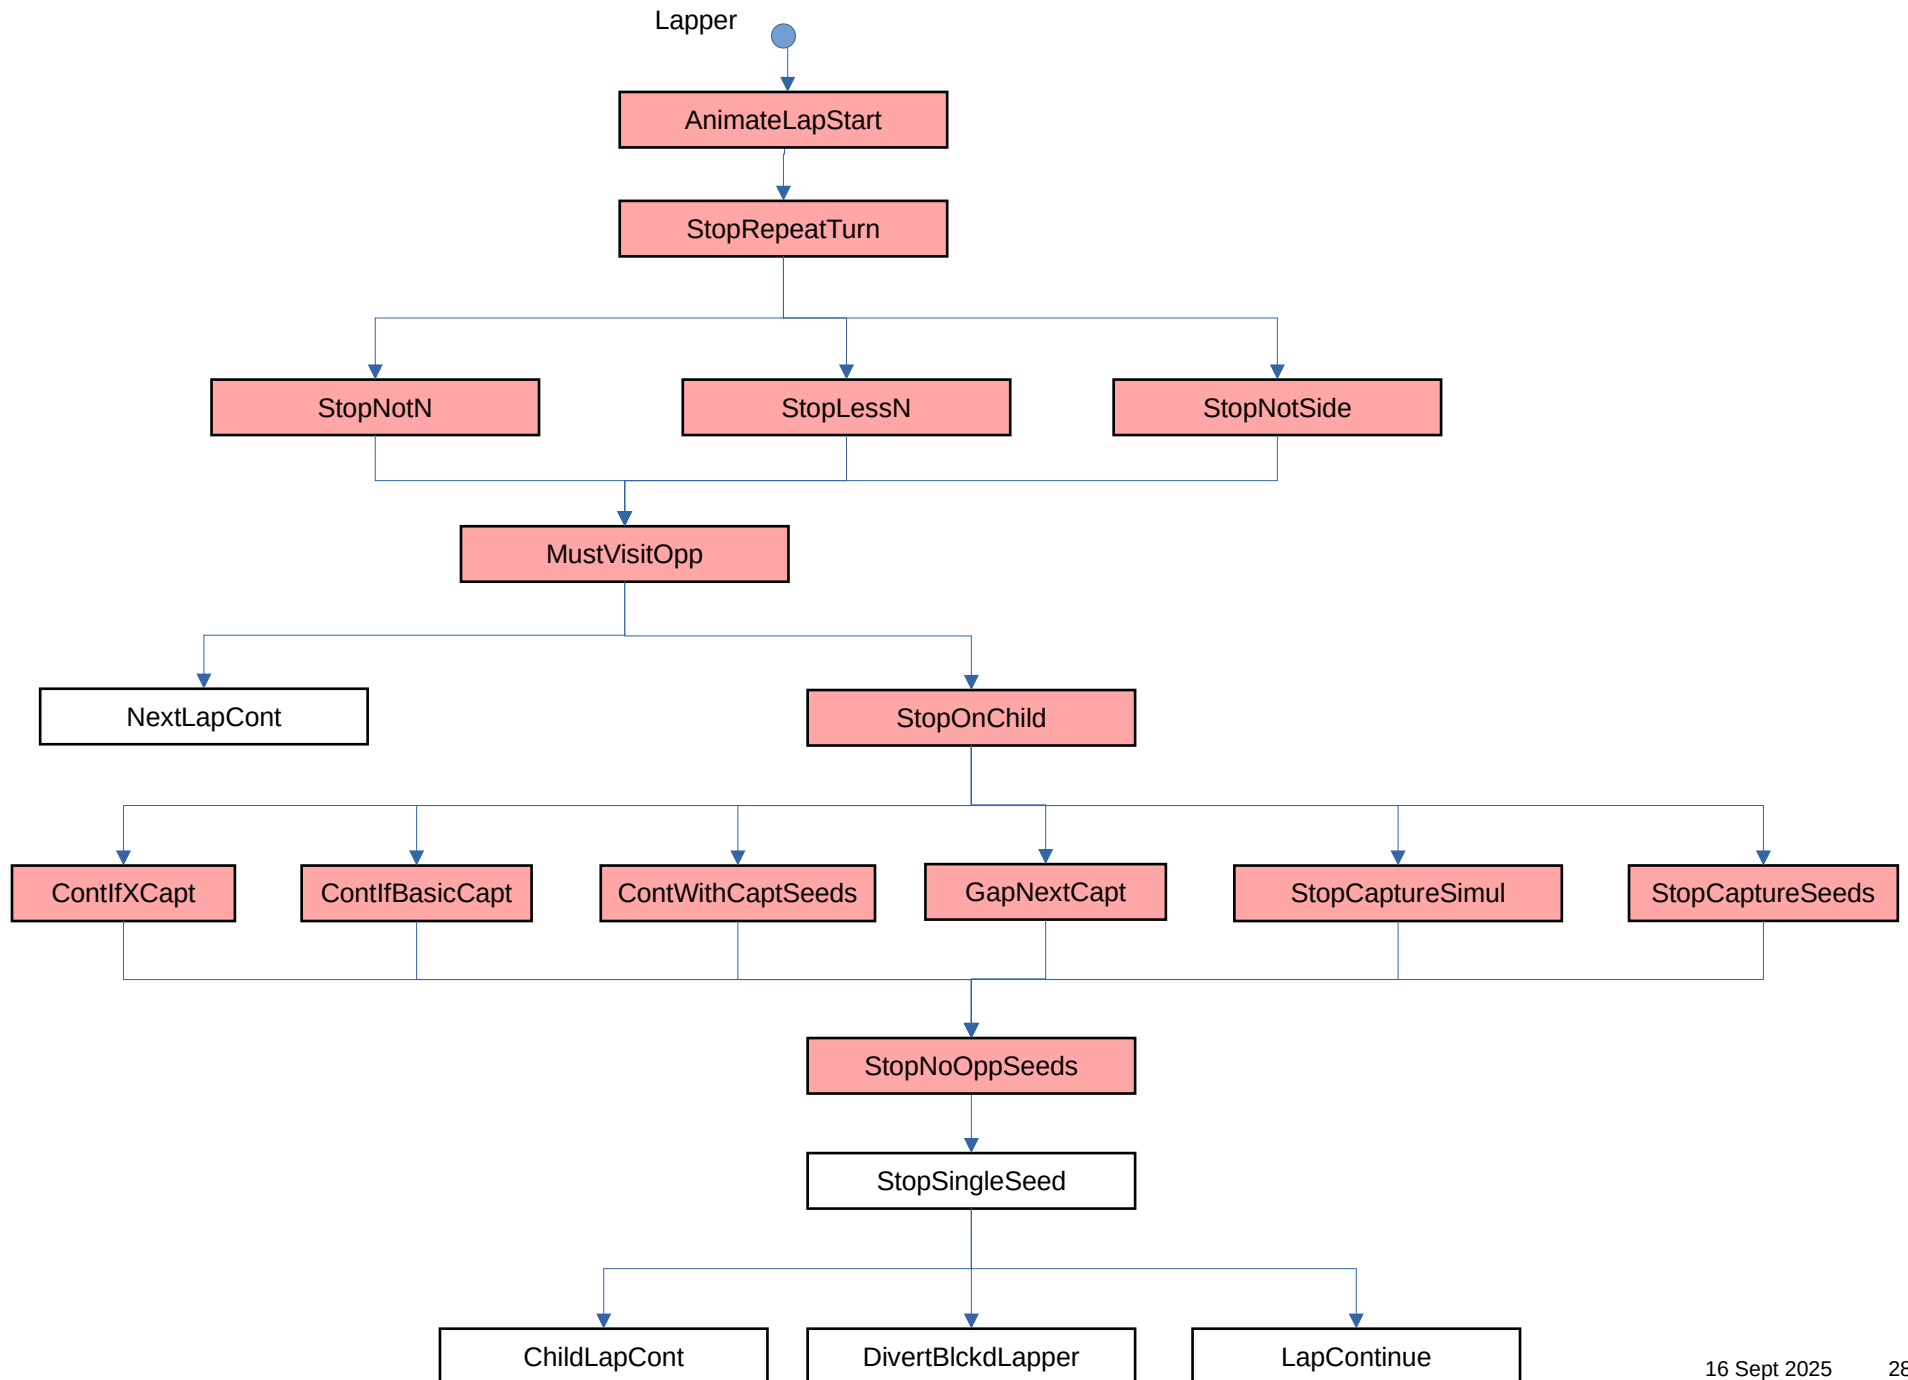 Lapper
AnimateLapStart
StopRepeatTurn
StopNotN
StopLessN
StopNotSide
MustVisitOpp
NextLapCont
StopOnChild
ContIfXCapt
ContIfBasicCapt
ContWithCaptSeeds
GapNextCapt
StopCaptureSimul
StopCaptureSeeds
StopNoOppSeeds
StopSingleSeed
ChildLapCont
DivertBlckdLapper
LapContinue
16 Sept 2025 28